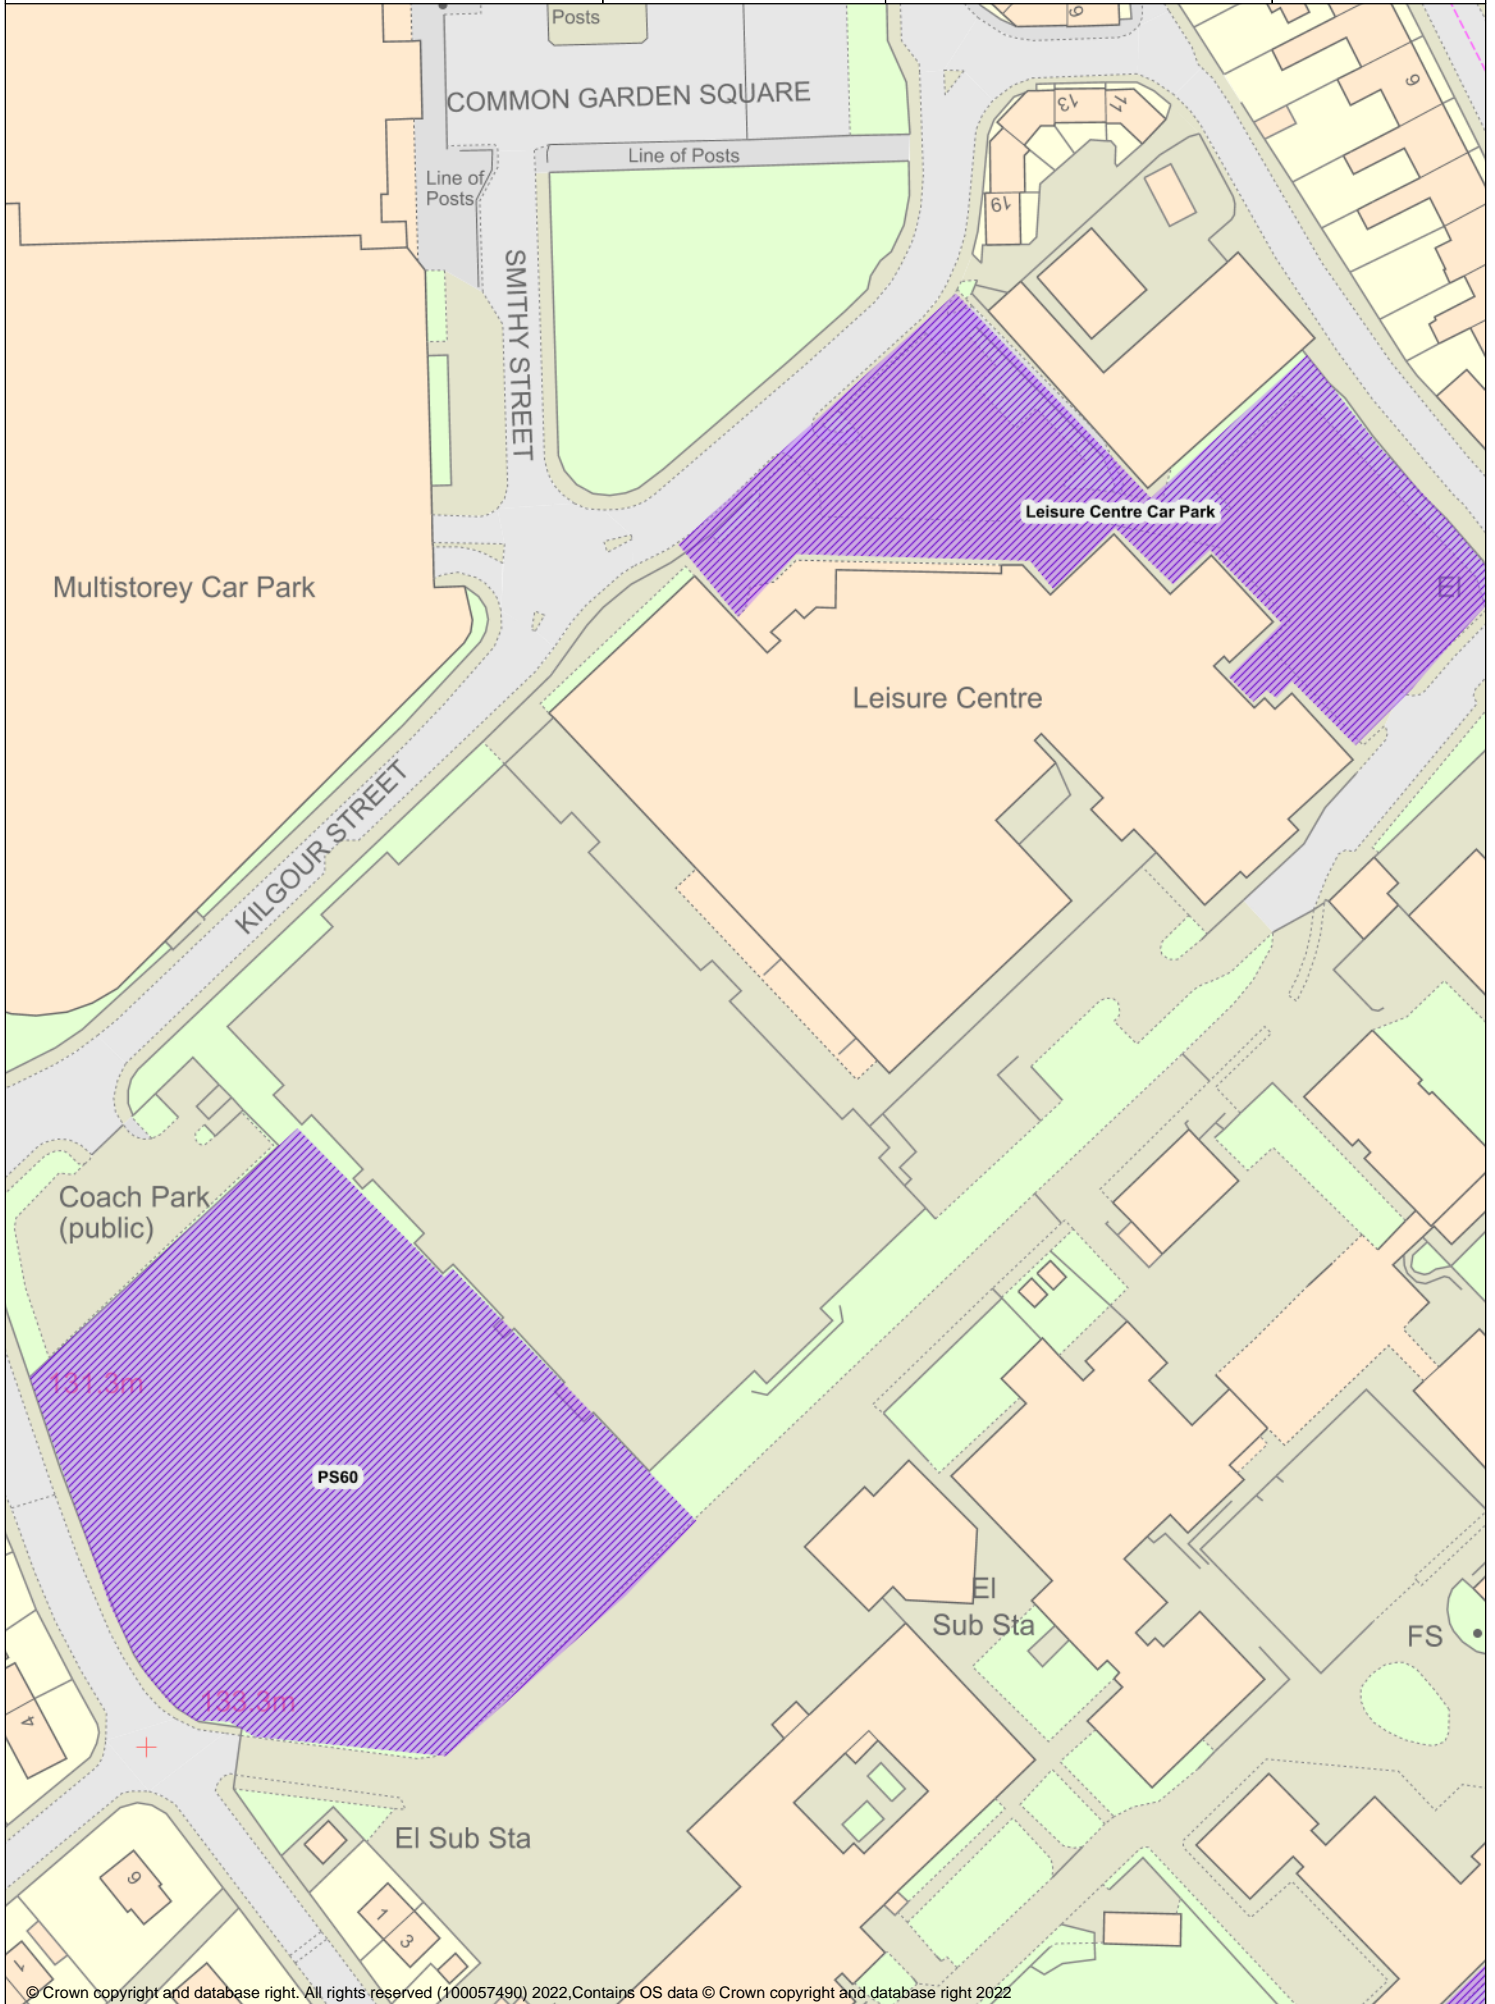 Posts
9
9
COMMON GARDEN SQUARE
13
11
Line of Posts
Line of
Posts
19
SMITHY STREET
Leisure Centre Car Park
Multistorey Car Park
El
Leisure Centre
KILGOUR STREET
Coach Park
(public)
131.3m
PS60
El
Sub Sta
FS
133.3m
4
El Sub Sta
9
1
3
1
© Crown copyright and database right. All rights reserved (100057490) 2022,Contains OS data © Crown copyright and database right 2022